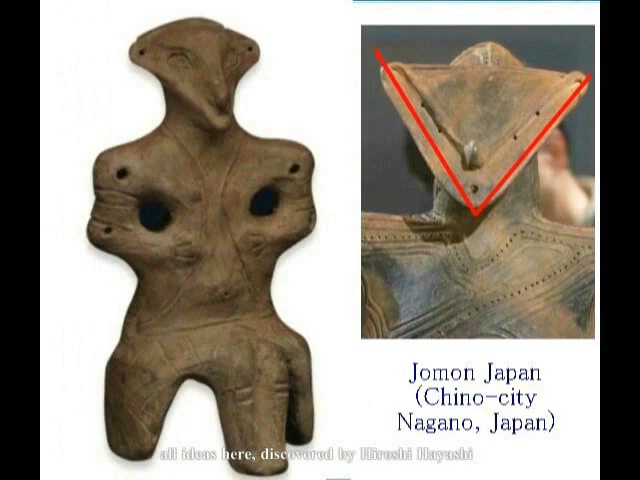 Jomon Japan
(Chino-city
Nagano, Japan)
all ideas here, discovered by Hiroshi Hayashi